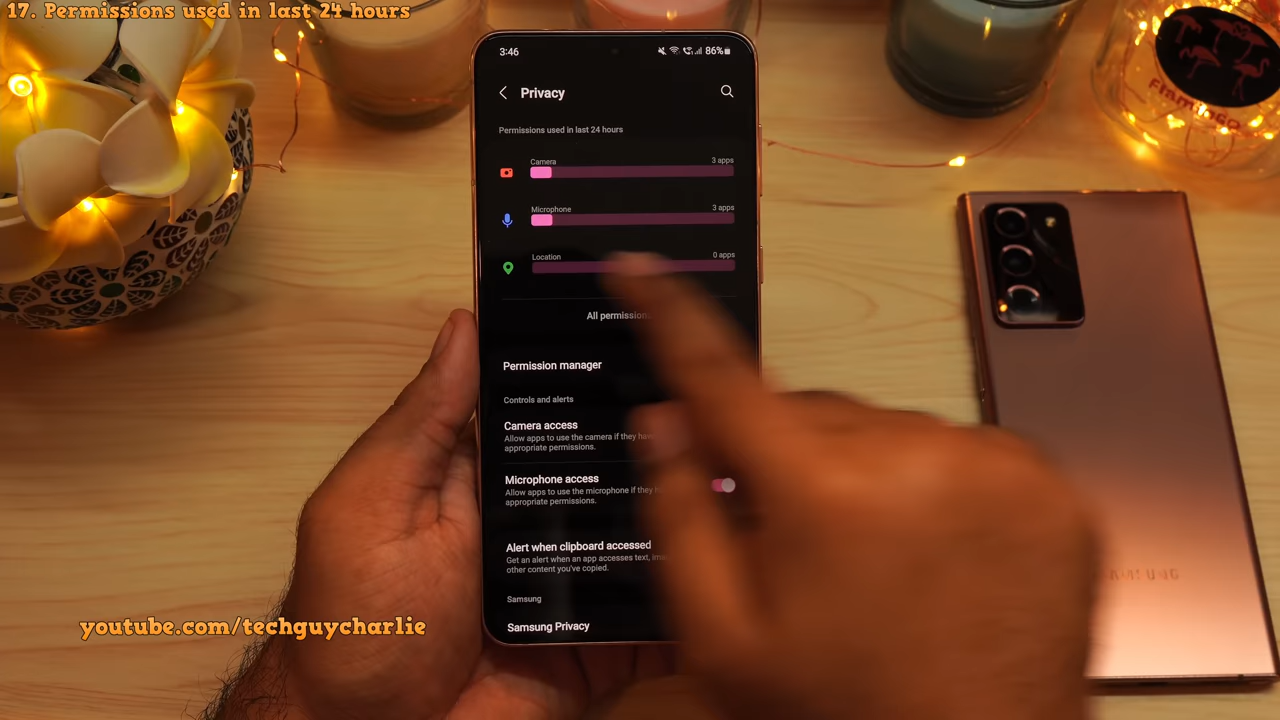 17. Permissions used in last 24 hours
3:46
86%
Privacy
Permissions used in last 24 hours
Camera
3 apps
Microphone
3 apps
Location
0 apps
All
Permission manager
Controls and alerts
Camera access
Allow apps to use the camera if they
appropriate permissions.
Microphone access
Allow apps to use the microphone if they
appropriate permissions.
Alert when clipboard accessed
Get an alert when an app accesses text,
other content you've copied.
Samsung
Samsung Privacy
youtube.com/techguycharlie
FlaminGO
SAMSUNG